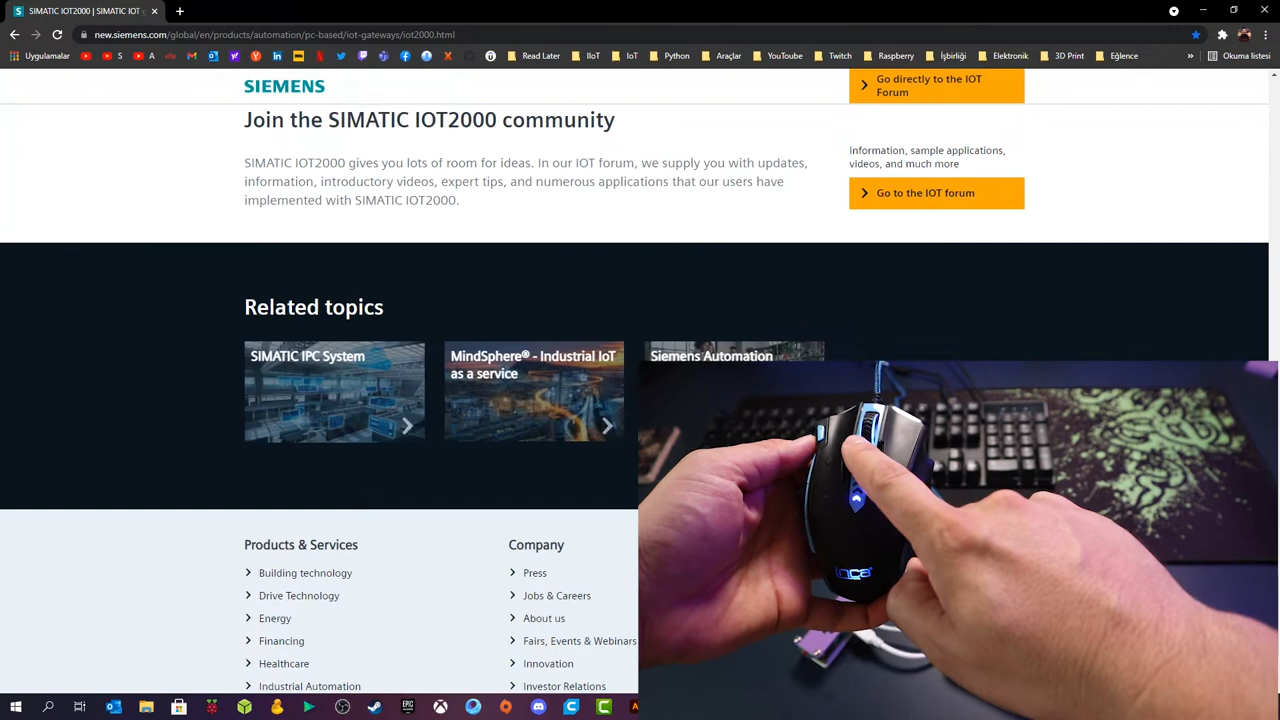 SIMATIC IOT2000 | SIMATIC IOT
new.siemens.com/global/en/products/automation/pc-based/iot-gateways/iot2000.html
Uygulamalar
S
A
Read Later
IIoT
IoT
Python
Araçlar
YouTube
Twitch
Raspberry
İşbirliği
Elektronik
3D Print
Eğlence
»
Okuma listesi
SIEMENS
Go directly to the IOT
Forum
Join the SIMATIC IOT2000 community
SIMATIC IOT2000 gives you lots of room for ideas. In our IOT forum, we supply you with updates,
information, introductory videos, expert tips, and numerous applications that our users have
implemented with SIMATIC IOT2000.
Information, sample applications,
videos, and much more
Go to the IOT forum
Related topics
SIMATIC IPC System
MindSphere® - Industrial IoT
as a service
Siemens Automation
inca
Products & Services
Building technology
Drive Technology
Energy
Financing
Healthcare
Industrial Automation
Company
Press
Jobs & Careers
About us
Fairs, Events & Webinars
Innovation
Investor Relations
EPIC